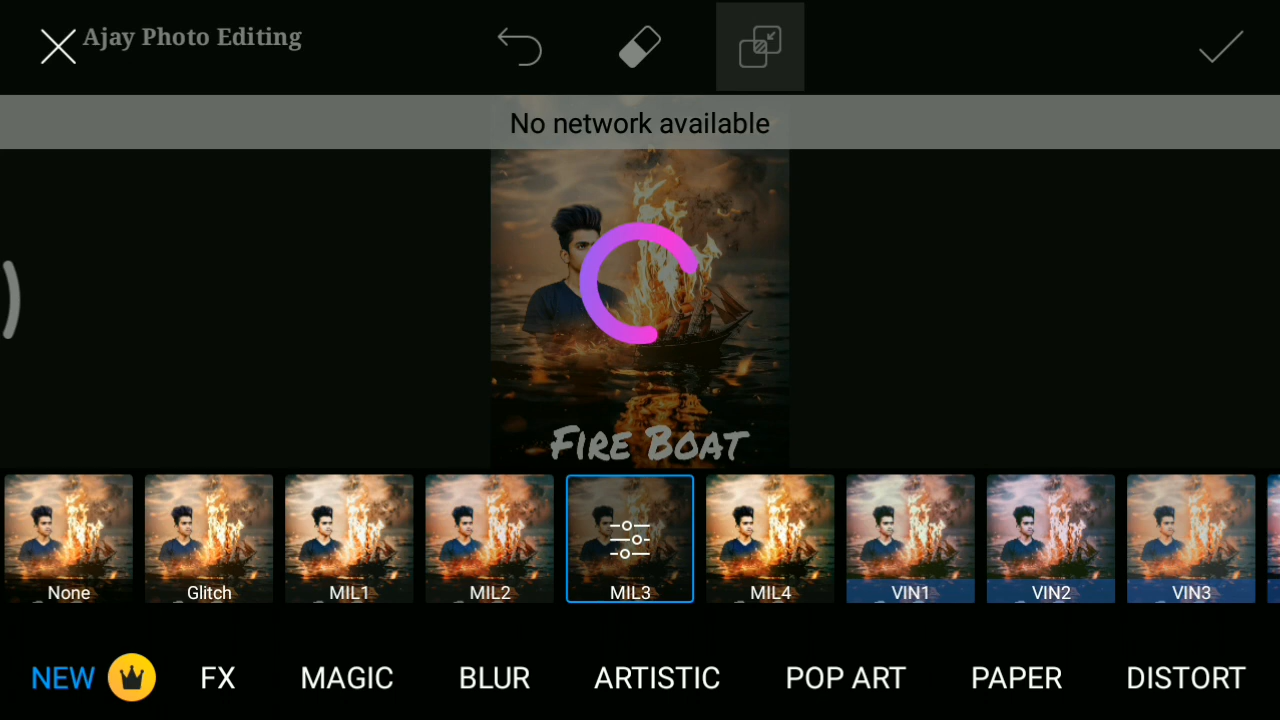 Ajay Photo Editing
No network available
FIRE BOAT
None
Glitch
MIL1
MIL2
MIL3
MIL4
VIN1
VIN2
VIN3
NEW
FX
MAGIC
BLUR
ARTISTIC
POP ART
PAPER
DISTORT